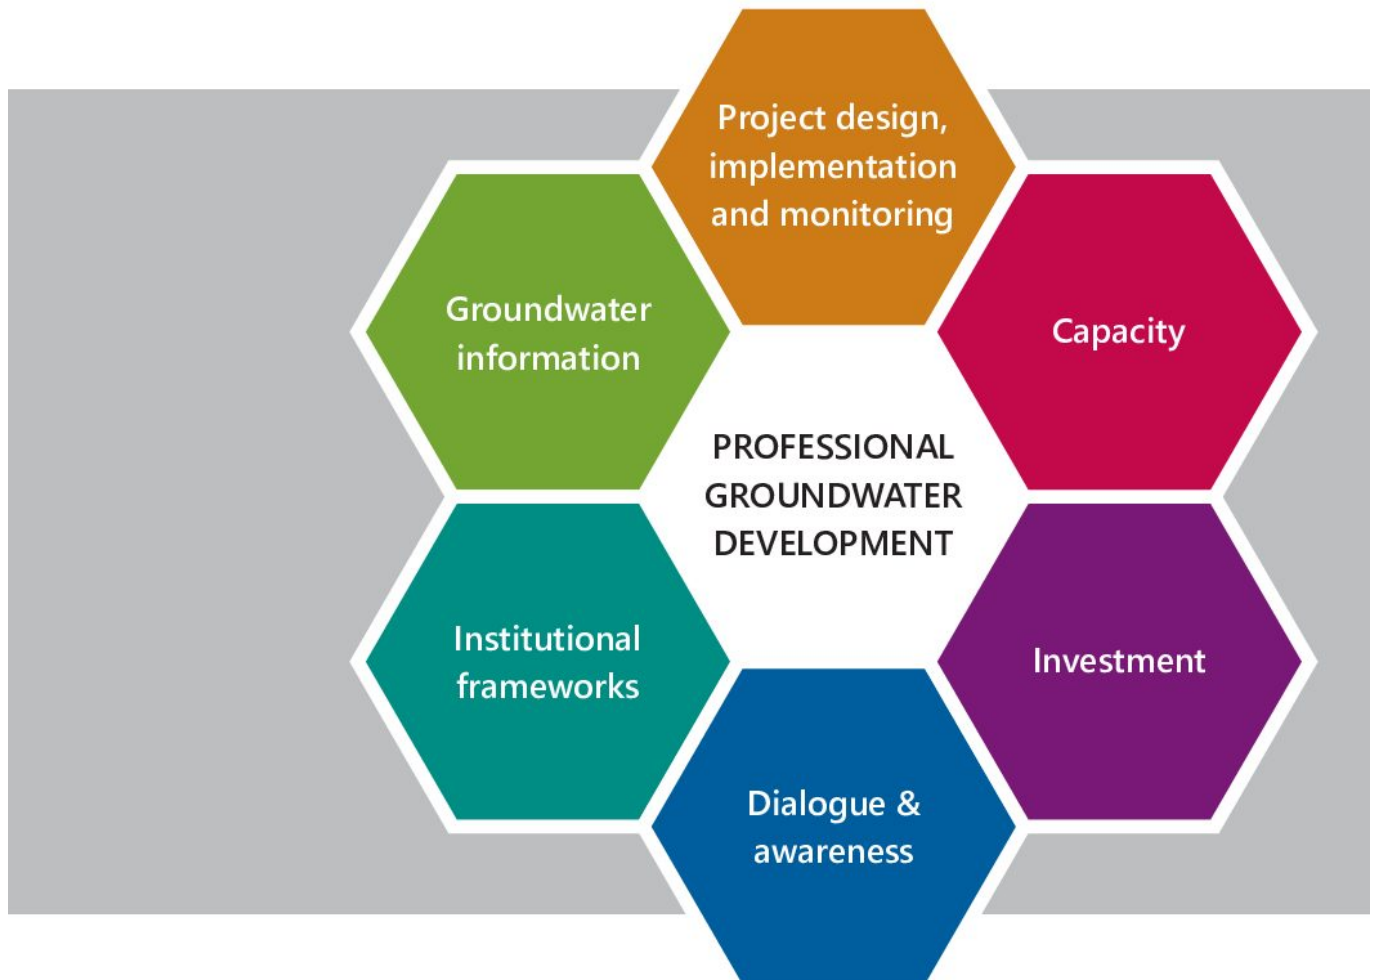 Project design,
implementation
and monitoring
Groundwater
information
Capacity
PROFESSIONAL
GROUNDWATER
DEVELOPMENT
Institutional
frameworks
Investment
Dialogue &
awareness